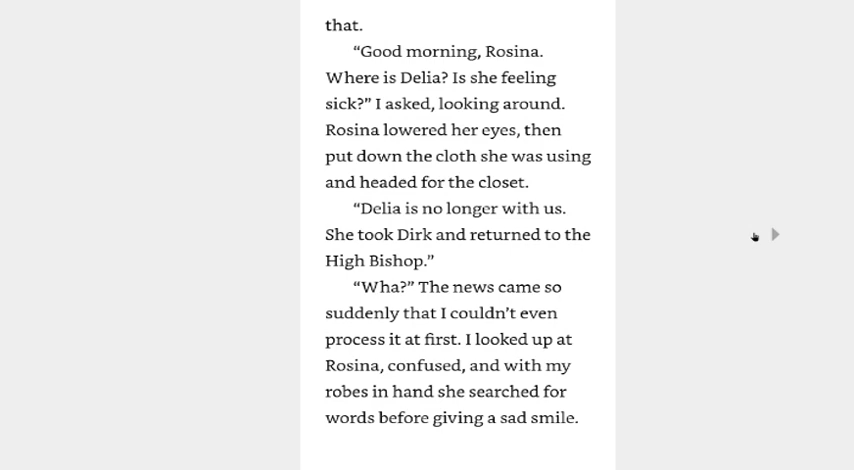 that.
“Good morning, Rosina.
Where is Delia? Is she feeling
sick?” I asked, looking around.
Rosina lowered her eyes, then
put down the cloth she was using
and headed for the closet.
“Delia is no longer with us.
She took Dirk and returned to the
High Bishop.”
“Wha?” The news came so
suddenly that I couldn’t even
process it at first. I looked up at
Rosina, confused, and with my
robes in hand she searched for
words before giving a sad smile.